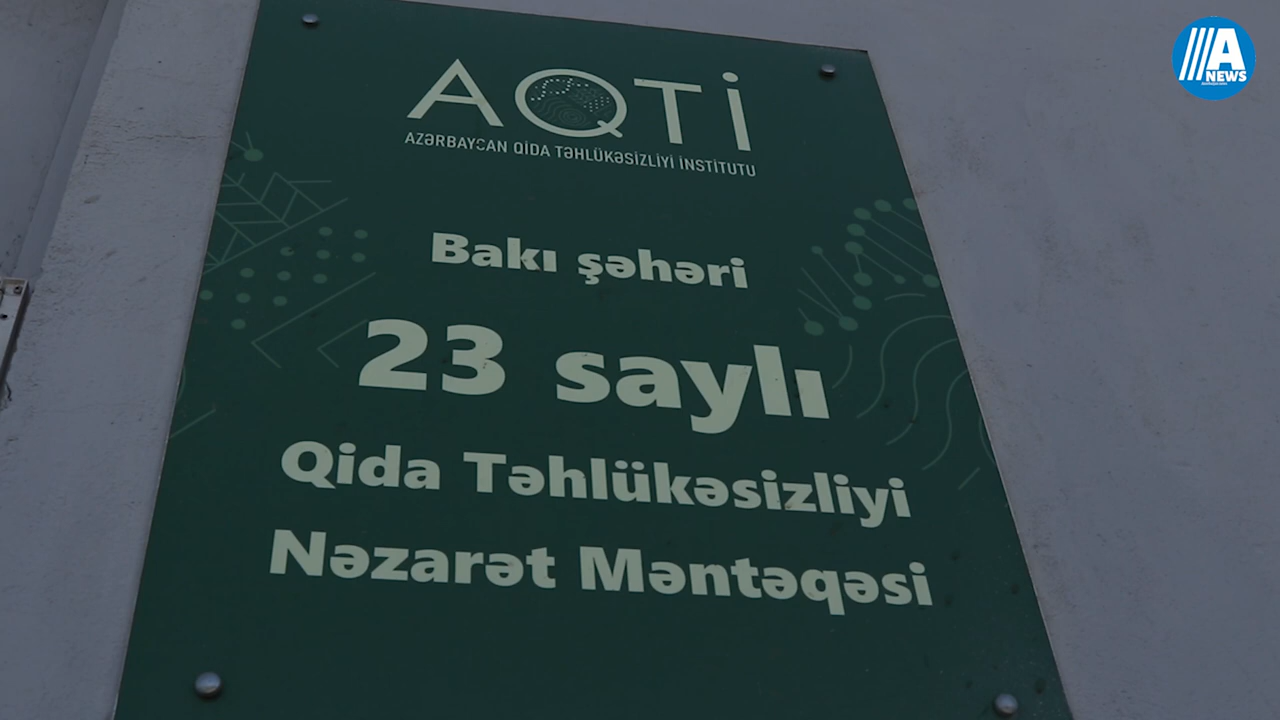 AQTİ
AZƏRBAYCAN QİDA TƏHLÜKƏSİZLİYİ İNSTİTUTU
Bakı şəhəri
23 saylı
Qida Təhlükəsizliyi
Nəzarət Məntəqəsi
A
NEWS